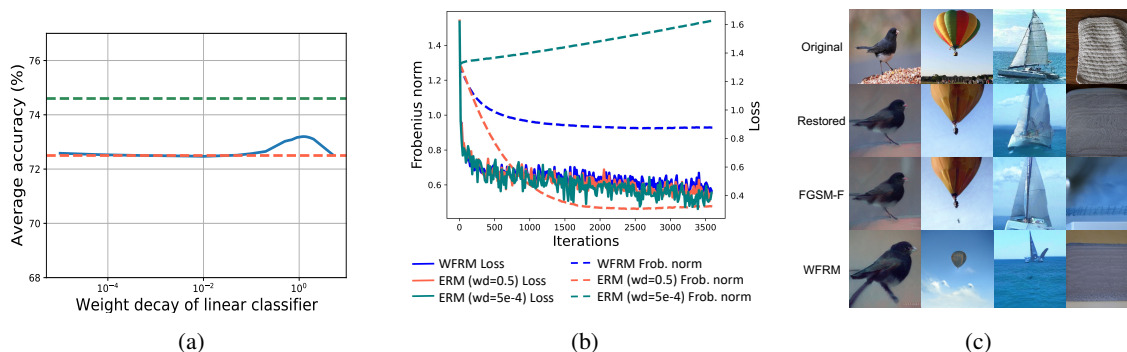 76
74
72
70
68
Average accuracy (%)
10⁻⁴
10⁻²
10⁰
Weight decay of linear classifier
(a)
1.4
1.2
1.0
0.8
0.6
Frobenius norm
1.6
1.4
1.2
1.0
0.8
0.6
0.4
Loss
0 500 1000 1500 2000 2500 3000 3500
Iterations
WFRM Loss
ERM (wd=0.5) Loss
ERM (wd=5e-4) Loss
WFRM Frob. norm
ERM (wd=0.5) Frob. norm
ERM (wd=5e-4) Frob. norm
(b)
Original
Restored
FGSM-F
WFRM
(c)